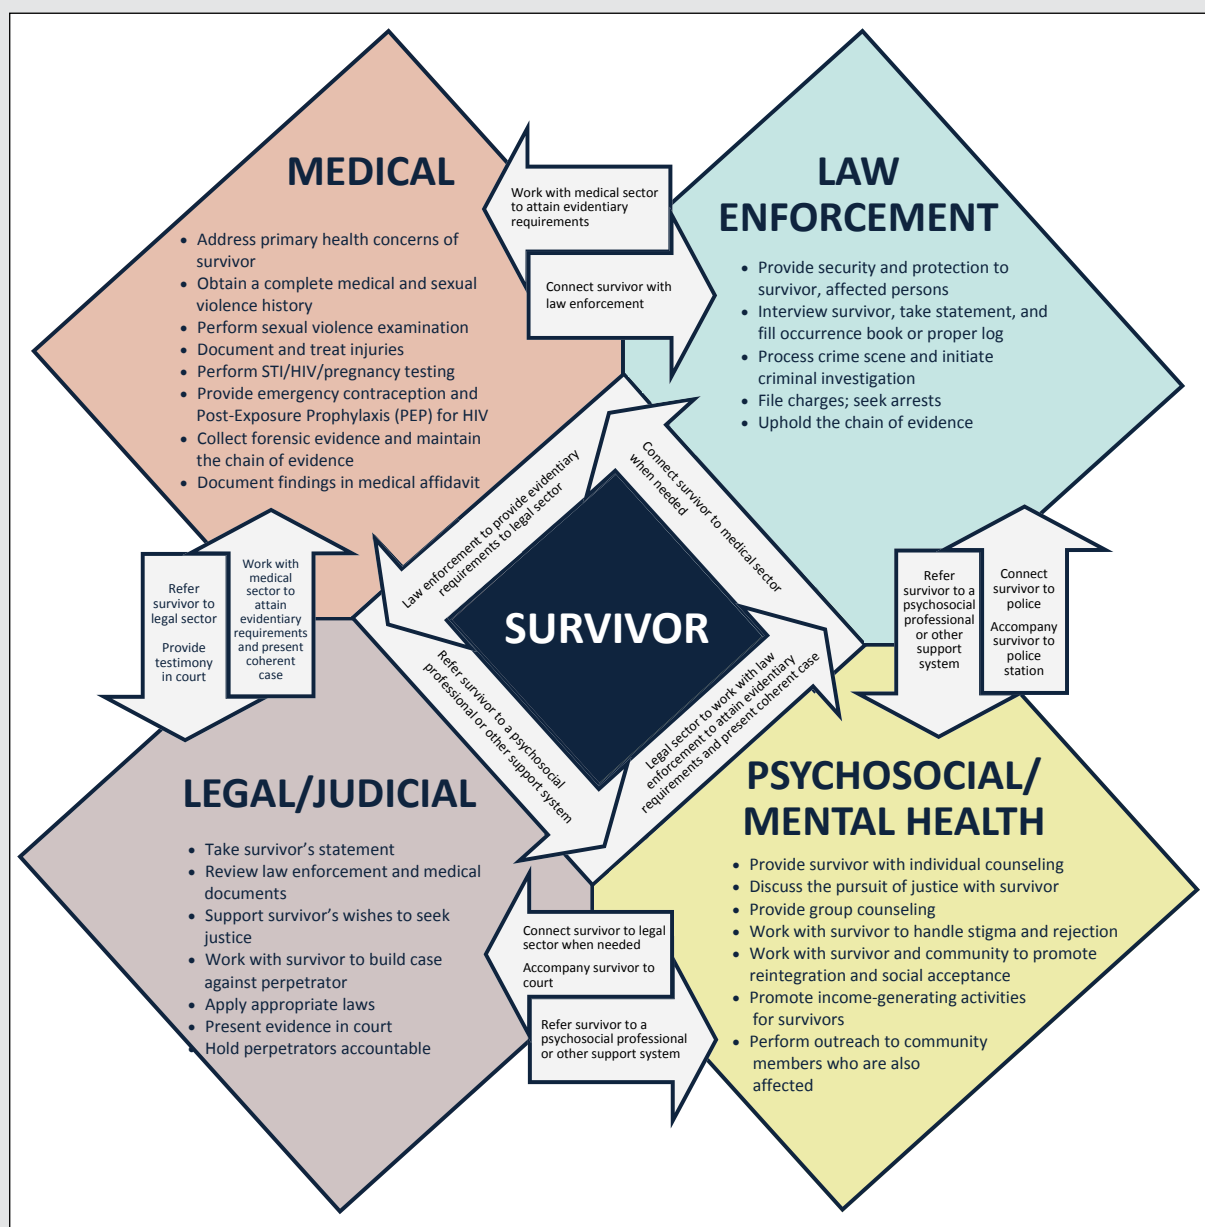 MEDICAL
• Address primary health concerns of
survivor
• Obtain a complete medical and sexual
violence history
• Perform sexual violence examination
• Document and treat injuries
• Perform STI/HIV/pregnancy testing
• Provide emergency contraception and
Post-Exposure Prophylaxis (PEP) for HIV
• Collect forensic evidence and maintain
the chain of evidence
• Document findings in medical affidavit
Work with medical sector
to attain evidentiary
requirements
Connect survivor with
law enforcement
LAW
ENFORCEMENT
• Provide security and protection to
survivor, affected persons
• Interview survivor, take statement, and
fill occurrence book or proper log
• Process crime scene and initiate
criminal investigation
• File charges; seek arrests
• Uphold the chain of evidence
Law enforcement to provide evidentiary
requirements to legal sector
Connect survivor to medical sector
when needed
SURVIVOR
Refer survivor to a psychosocial
professional or other support system
Legal sector to work with law
enforcement to attain evidentiary
requirements and present coherent case
Refer
survivor to
legal sector
Provide
testimony
in court
Work with
medical
sector to
attain
evidentiary
requirements
and present
coherent
case
Refer
survivor to a
psychosocial
professional
or other
support
system
Connect
survivor to
police
Accompany
survivor to
police
station
LEGAL/JUDICIAL
• Take survivor’s statement
• Review law enforcement and medical
documents
• Support survivor’s wishes to seek
justice
• Work with survivor to build case
against perpetrator
• Apply appropriate laws
• Present evidence in court
• Hold perpetrators accountable
Connect survivor to legal
sector when needed
Accompany survivor to
court
Refer survivor to a
psychosocial professional
or other support system
PSYCHOSOCIAL/
MENTAL HEALTH
• Provide survivor with individual counseling
• Discuss the pursuit of justice with survivor
• Provide group counseling
• Work with survivor to handle stigma and rejection
• Work with survivor and community to promote
reintegration and social acceptance
• Promote income-generating activities
for survivors
• Perform outreach to community
members who are also
affected